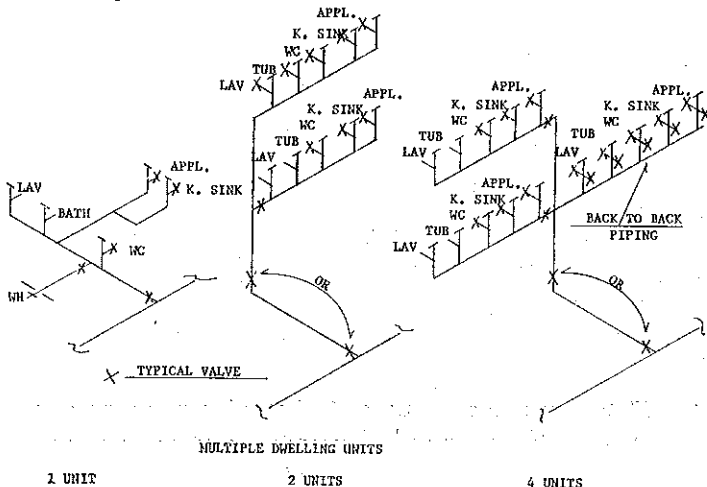 APPL.
K. SINK
WC
TUB
LAV
APPL.
K. SINK
WC
TUB
LAV
APPL.
K. SINK
WC
TUB
LAV
APPL.
K. SINK
WC
TUB
LAV
APPL.
K. SINK
WC
TUB
LAV
LAV
BATH
APPL.
K. SINK
WC
WH
BACK TO BACK
PIPING
OR
OR
TYPICAL VALVE
MULTIPLE DWELLING UNITS
1 UNIT
2 UNITS
4 UNITS